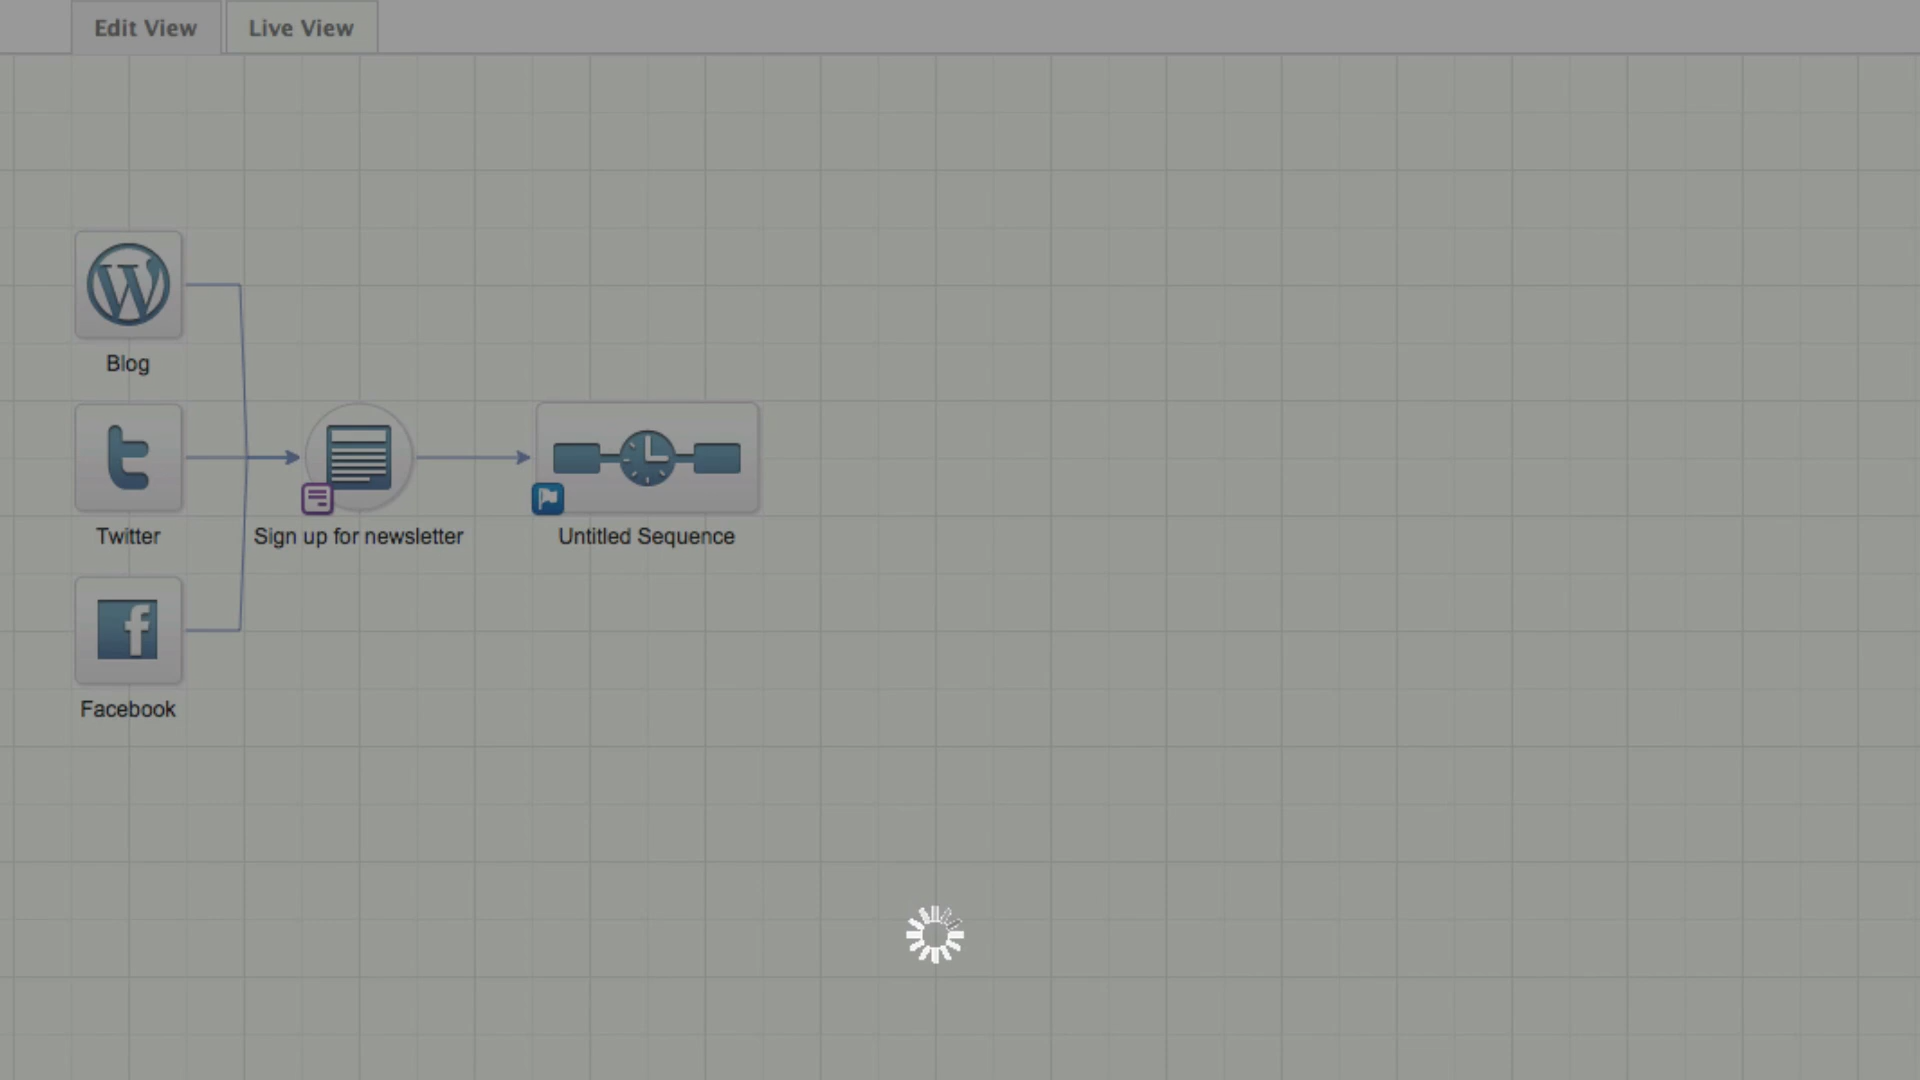 Edit View
Live View
Blog
Twitter
Sign up for newsletter
Untitled Sequence
Facebook